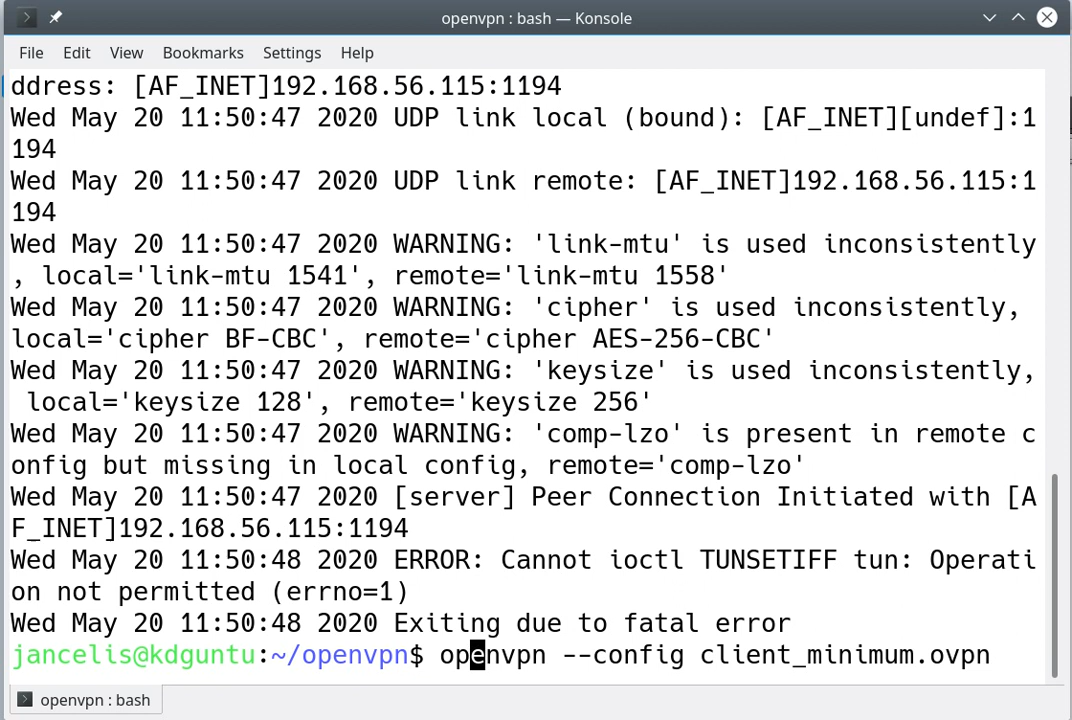 openvpn : bash — Konsole
File Edit View Bookmarks Settings Help
ddress: [AF_INET]192.168.56.115:1194
Wed May 20 11:50:47 2020 UDP link local (bound): [AF_INET][undef]:1
194
Wed May 20 11:50:47 2020 UDP link remote: [AF_INET]192.168.56.115:1
194
Wed May 20 11:50:47 2020 WARNING: 'link-mtu' is used inconsistently
, local='link-mtu 1541', remote='link-mtu 1558'
Wed May 20 11:50:47 2020 WARNING: 'cipher' is used inconsistently,
local='cipher BF-CBC', remote='cipher AES-256-CBC'
Wed May 20 11:50:47 2020 WARNING: 'keysize' is used inconsistently,
 local='keysize 128', remote='keysize 256'
Wed May 20 11:50:47 2020 WARNING: 'comp-lzo' is present in remote c
onfig but missing in local config, remote='comp-lzo'
Wed May 20 11:50:47 2020 [server] Peer Connection Initiated with [A
F_INET]192.168.56.115:1194
Wed May 20 11:50:48 2020 ERROR: Cannot ioctl TUNSETIFF tun: Operati
on not permitted (errno=1)
Wed May 20 11:50:48 2020 Exiting due to fatal error
jancelis@kdguntu:~/openvpn$ openvpn --config client_minimum.ovpn
openvpn : bash